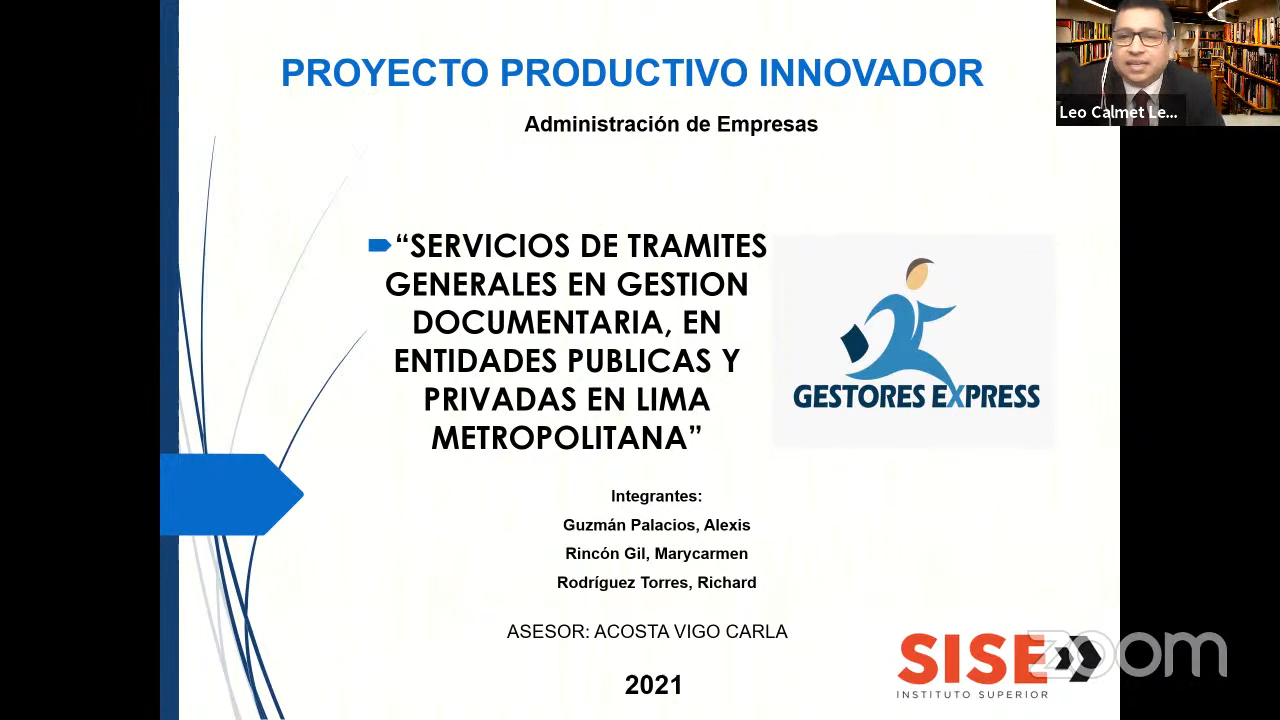 PROYECTO PRODUCTIVO INNOVADOR
Leo Calmet Le...
Administración de Empresas
“SERVICIOS DE TRAMITES
GENERALES EN GESTION
DOCUMENTARIA, EN
ENTIDADES PUBLICAS Y
PRIVADAS EN LIMA
METROPOLITANA”
GESTORES EXPRESS
Integrantes:
Guzmán Palacios, Alexis
Rincón Gil, Marycarmen
Rodríguez Torres, Richard
ASESOR: ACOSTA VIGO CARLA
2021
SISE
INSTITUTO SUPERIOR
zoom